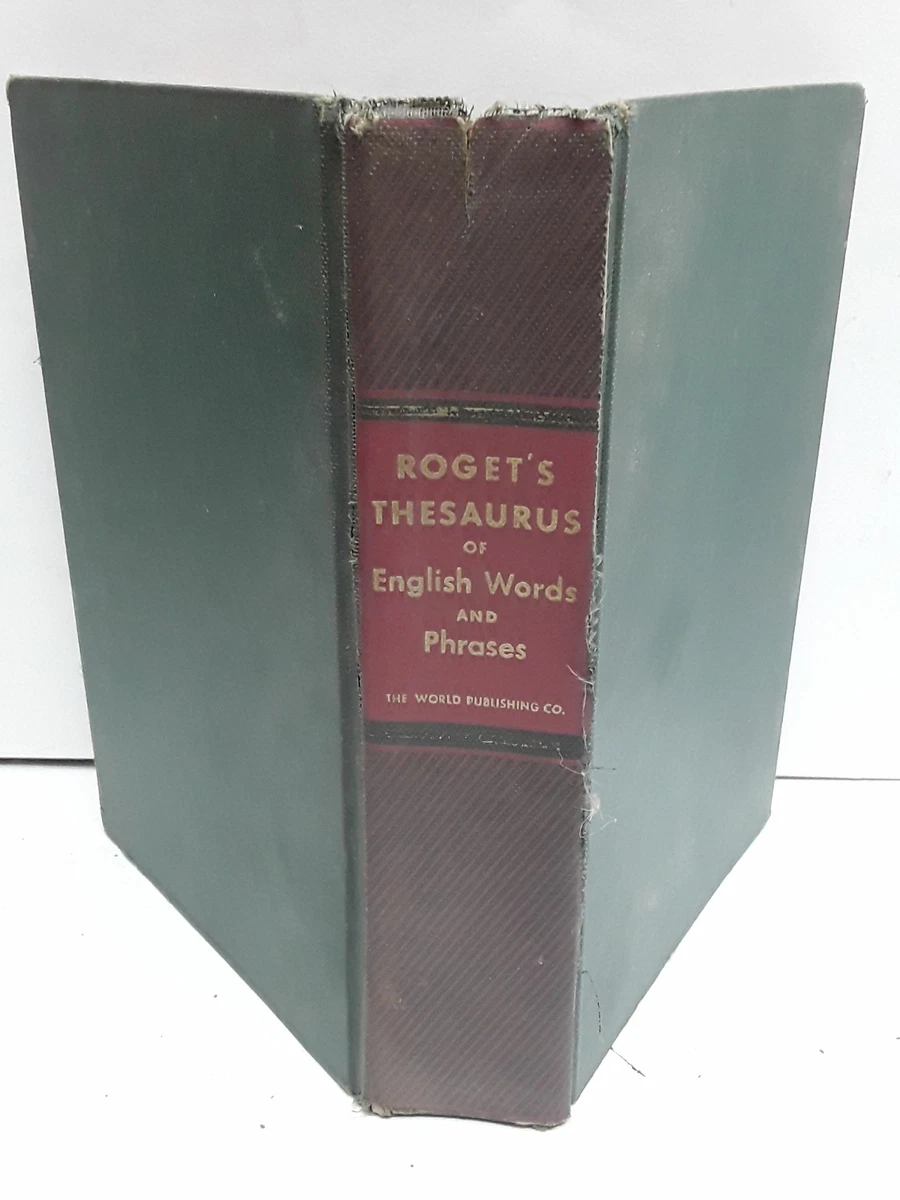 ROGET'S
THESAURUS
OF
English Words
AND
Phrases
THE WORLD PUBLISHING CO.